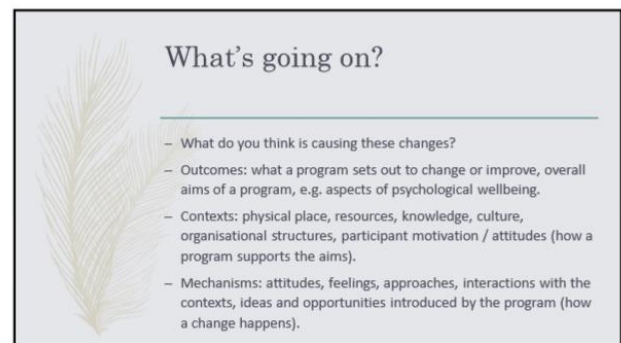 What’s going on?
– What do you think is causing these changes?
– Outcomes: what a program sets out to change or improve, overall
aims of a program, e.g. aspects of psychological wellbeing.
– Contexts: physical place, resources, knowledge, culture,
organisational structures, participant motivation / attitudes (how a
program supports the aims).
– Mechanisms: attitudes, feelings, approaches, interactions with the
contexts, ideas and opportunities introduced by the program (how
a change happens).